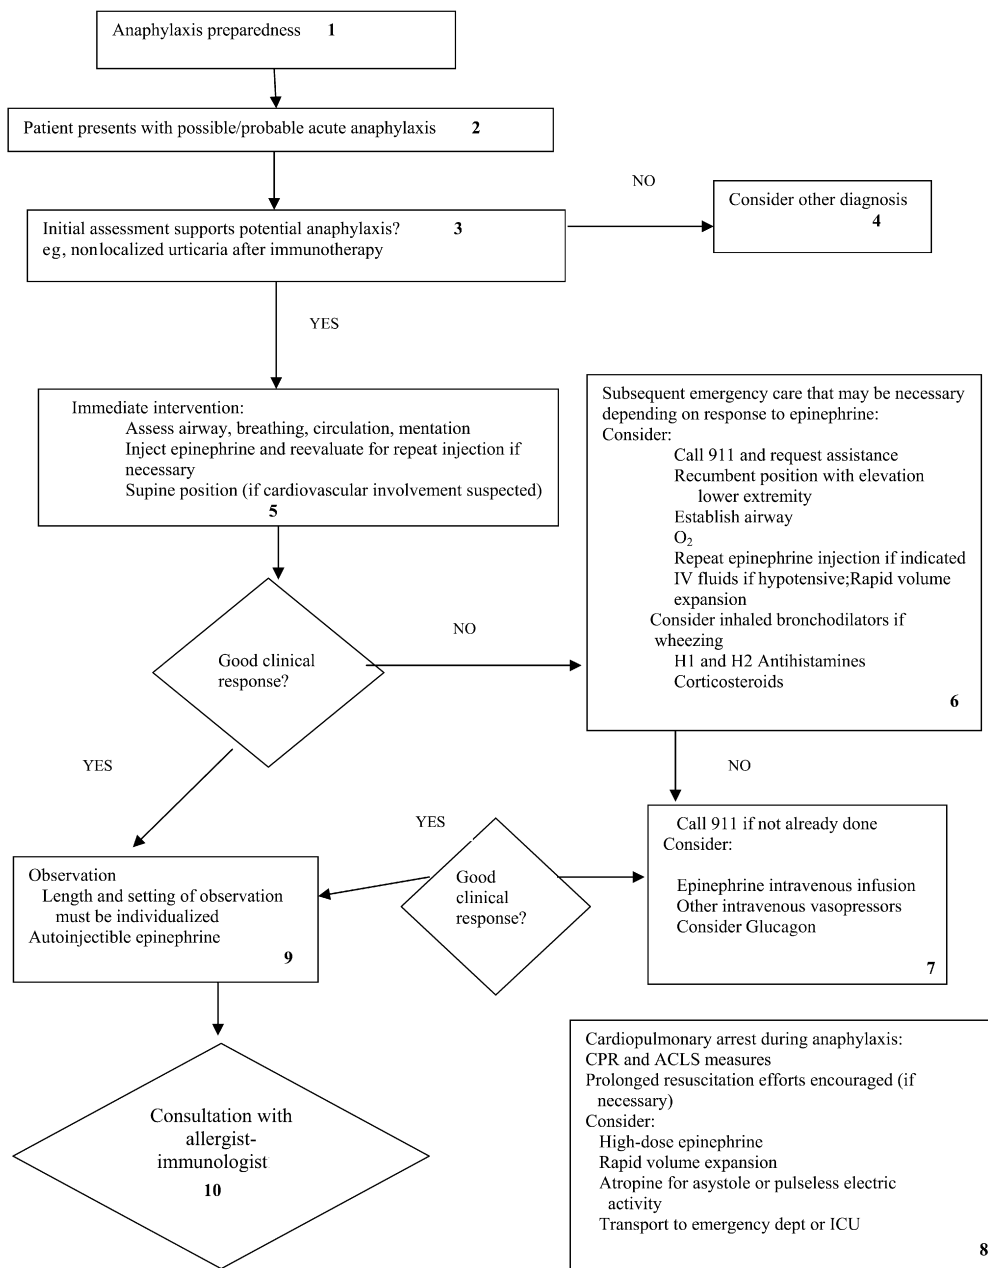 Anaphylaxis preparedness 1
Patient presents with possible/probable acute anaphylaxis 2
NO
Consider other diagnosis
4
Initial assessment supports potential anaphylaxis? 3
eg, nonlocalized urticaria after immunotherapy
YES
Immediate intervention:
Assess airway, breathing, circulation, mentation
Inject epinephrine and reevaluate for repeat injection if
necessary
Supine position (if cardiovascular involvement suspected)
5
Subsequent emergency care that may be necessary
depending on response to epinephrine:
Consider:
Call 911 and request assistance
Recumbent position with elevation
lower extremity
Establish airway
O₂
Repeat epinephrine injection if indicated
IV fluids if hypotensive;Rapid volume
expansion
Consider inhaled bronchodilators if
wheezing
H1 and H2 Antihistamines
Corticosteroids
6
NO
Good clinical
response?
YES
NO
YES
Call 911 if not already done
Consider:
Epinephrine intravenous infusion
Other intravenous vasopressors
Consider Glucagon
7
Good
clinical
response?
Observation
Length and setting of observation
must be individualized
Autoinjectible epinephrine
9
Consultation with
allergist-
immunologist
10
Cardiopulmonary arrest during anaphylaxis:
CPR and ACLS measures
Prolonged resuscitation efforts encouraged (if
necessary)
Consider:
High-dose epinephrine
Rapid volume expansion
Atropine for asystole or pulseless electric
activity
Transport to emergency dept or ICU
8